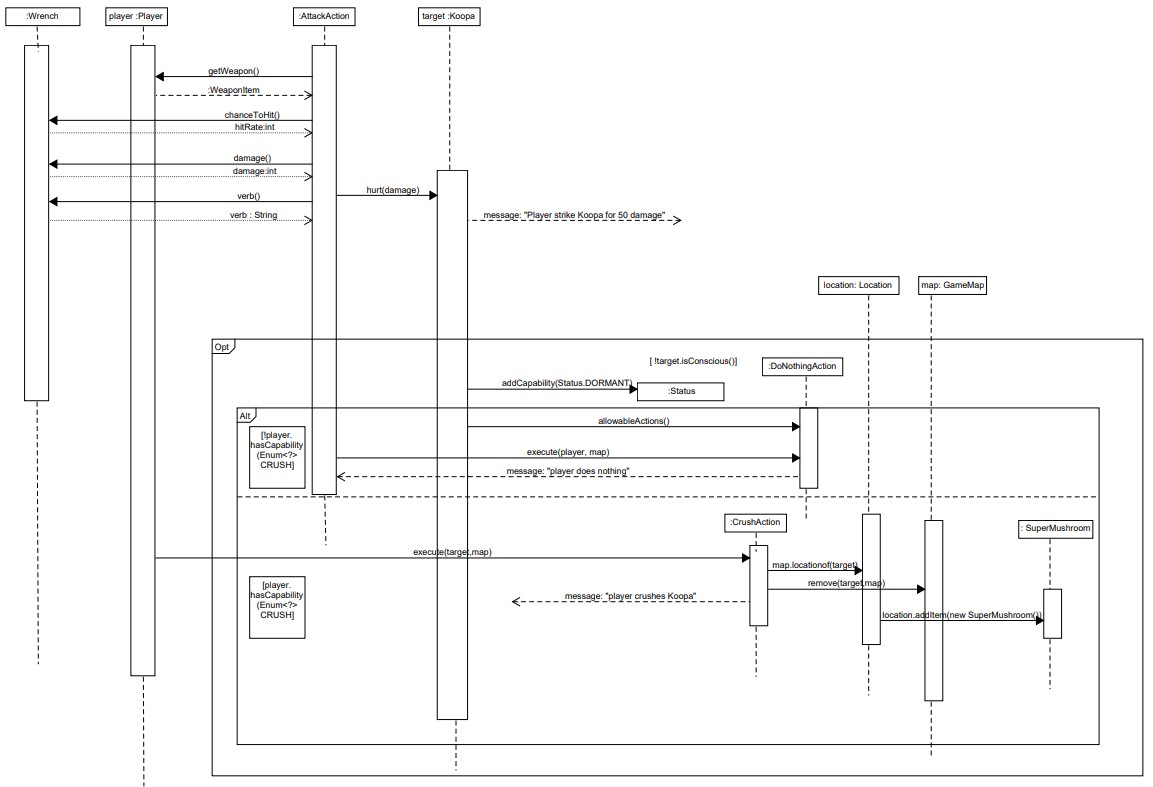 :Wrench
player :Player
:AttackAction
target :Koopa
getWeapon()
:WeaponItem
chanceToHit()
hitRate:int
damage()
damage:int
hurt(damage)
verb()
verb : String
message: "Player strike Koopa for 50 damage"
location: Location
map: GameMap
Opt
[ !target.isConscious()]
:DoNothingAction
addCapability(Status.DORMANT)
:Status
Alt
[!player.
hasCapability
(Enum<?>
CRUSH]
allowableActions()
execute(player, map)
message: "player does nothing"
:CrushAction
: SuperMushroom
execute(target,map)
map.locationof(target)
remove(target,map)
[player.
hasCapability
(Enum<?>
CRUSH]
message: "player crushes Koopa"
location.addItem(new SuperMushroom())